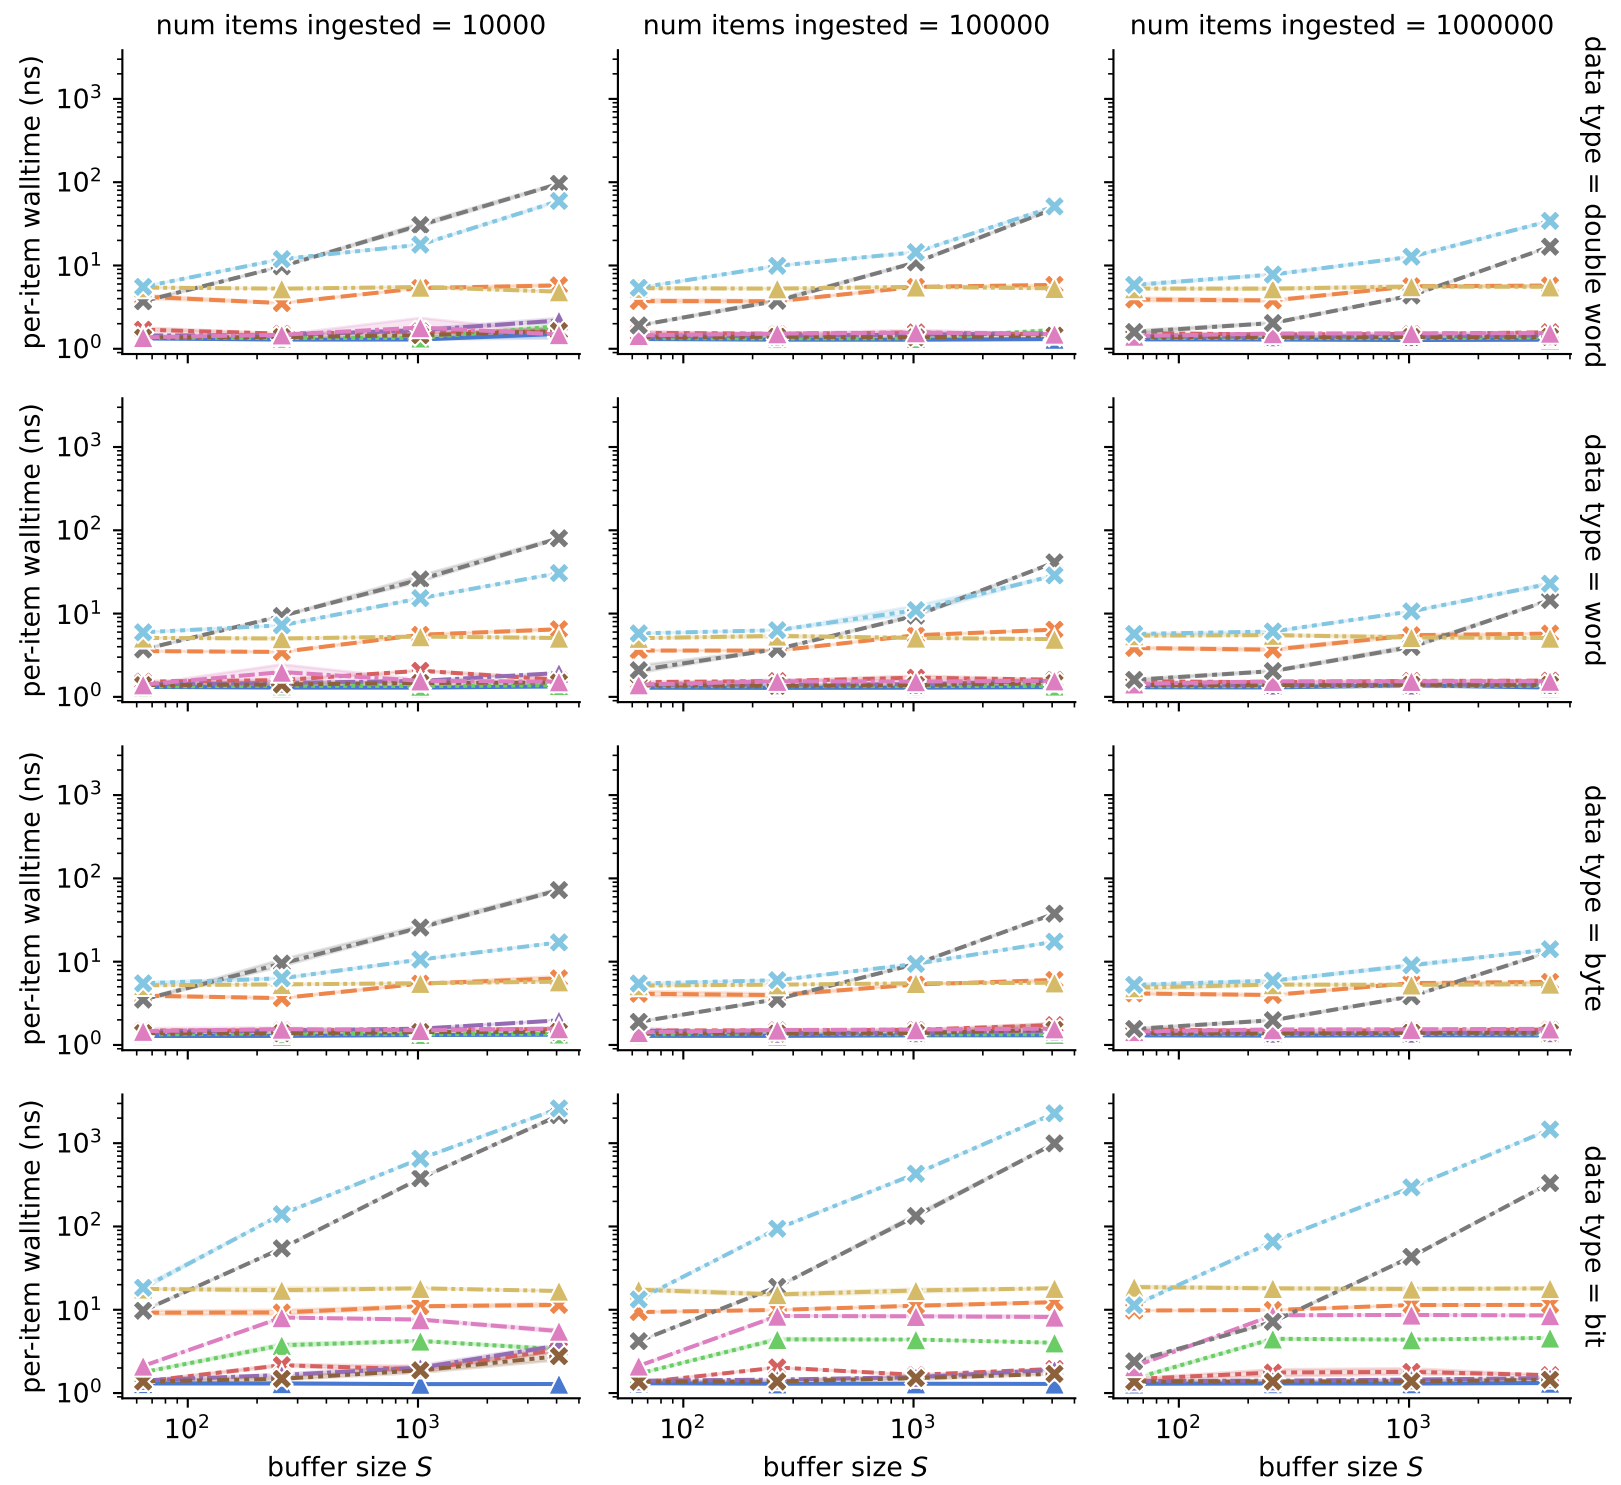 num items ingested = 10000
num items ingested = 100000
num items ingested = 1000000
per-item walltime (ns)
10³
10²
10¹
10⁰
data type = double word
per-item walltime (ns)
10³
10²
10¹
10⁰
data type = word
per-item walltime (ns)
10³
10²
10¹
10⁰
data type = byte
per-item walltime (ns)
10³
10²
10¹
10⁰
data type = bit
10² 10³ 10² 10³ 10² 10³
buffer size S
buffer size S
buffer size S